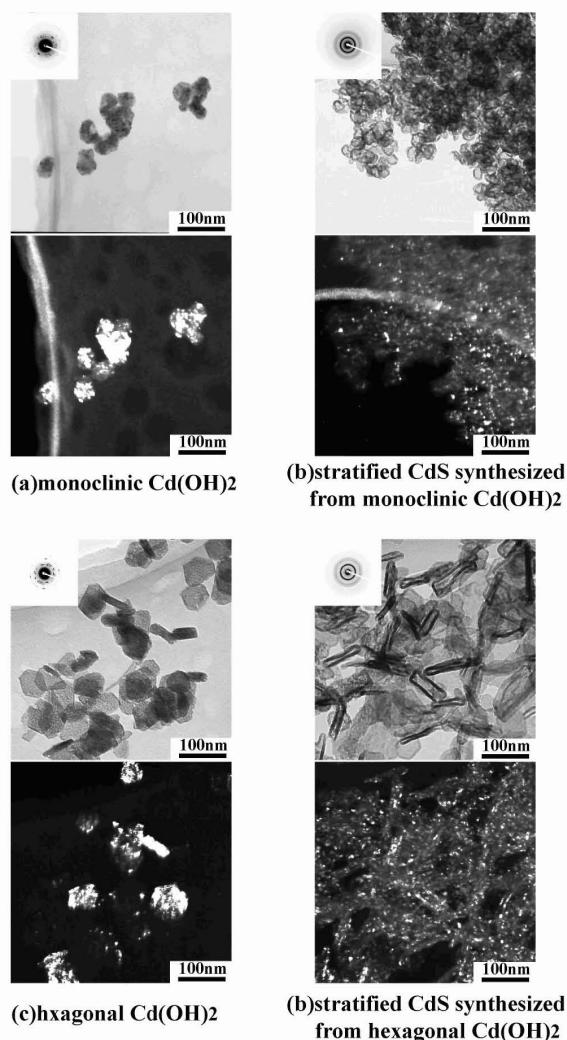 100nm
100nm
100nm
100nm
(a)monoclinic Cd(OH)2
(b)stratified CdS synthesized
from monoclinic Cd(OH)2
100nm
100nm
100nm
100nm
(c)hxagonal Cd(OH)2
(b)stratified CdS synthesized
from hexagonal Cd(OH)2